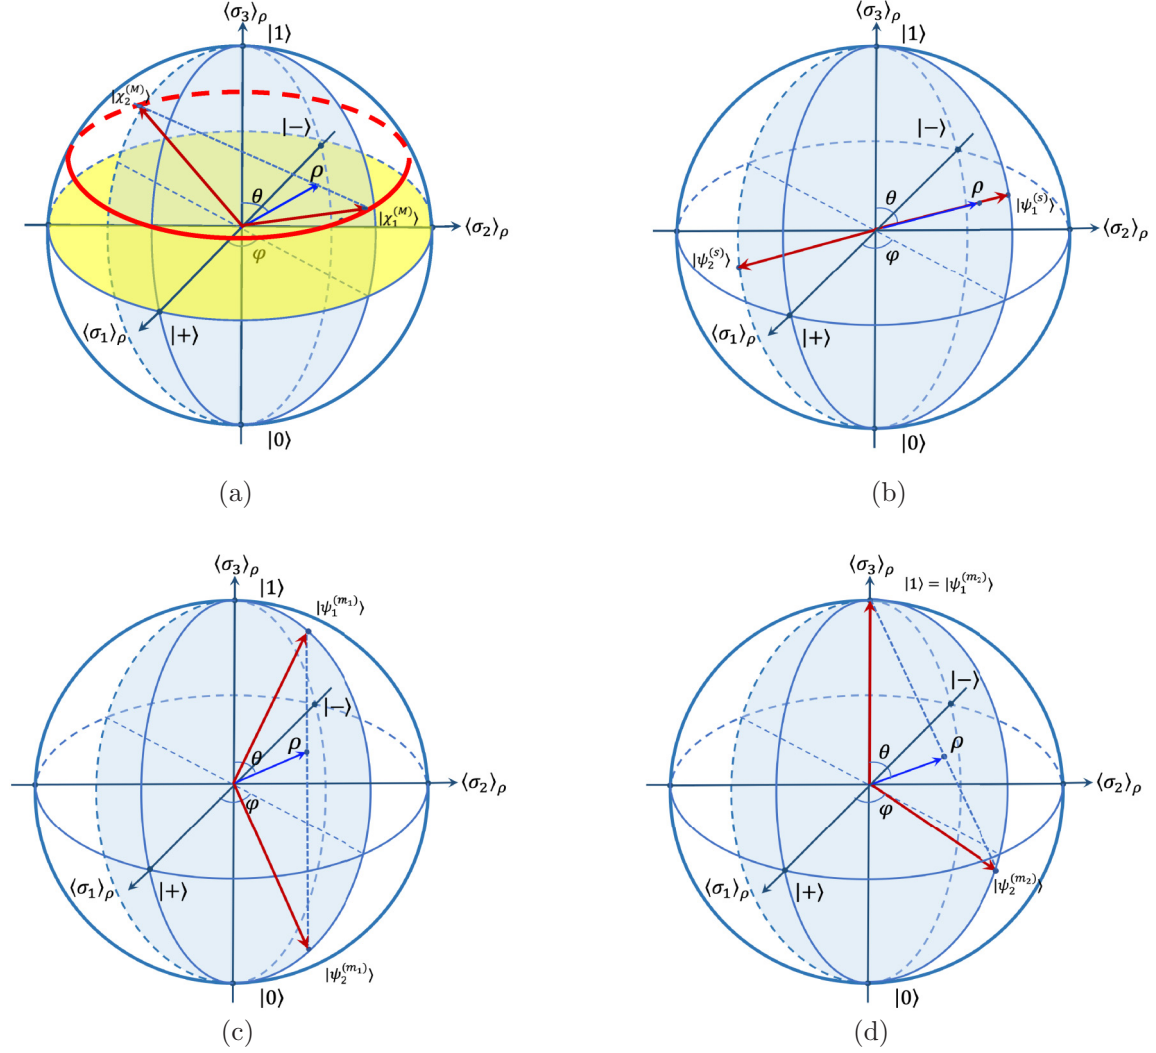 ⟨σ₃⟩ᵨ
|1⟩
|χ₂⁽ᴹ⁾⟩
|−⟩
ρ
θ
|χ₁⁽ᴹ⁾⟩
⟨σ₂⟩ᵨ
φ
⟨σ₁⟩ᵨ
|+⟩
|0⟩
(a)
⟨σ₃⟩ᵨ
|1⟩
|−⟩
ρ
θ
|ψ₁⁽ˢ⁾⟩
⟨σ₂⟩ᵨ
|ψ₂⁽ˢ⁾⟩
φ
⟨σ₁⟩ᵨ
|+⟩
|0⟩
(b)
⟨σ₃⟩ᵨ
|1⟩
|ψ₁^(m₁)⟩
|−⟩
ρ
θ
⟨σ₂⟩ᵨ
φ
⟨σ₁⟩ᵨ
|+⟩
|ψ₂^(m₁)⟩
|0⟩
(c)
⟨σ₃⟩ᵨ
|1⟩ = |ψ₁^(m₂)⟩
|−⟩
ρ
θ
⟨σ₂⟩ᵨ
φ
⟨σ₁⟩ᵨ
|+⟩
|ψ₂^(m₂)⟩
|0⟩
(d)